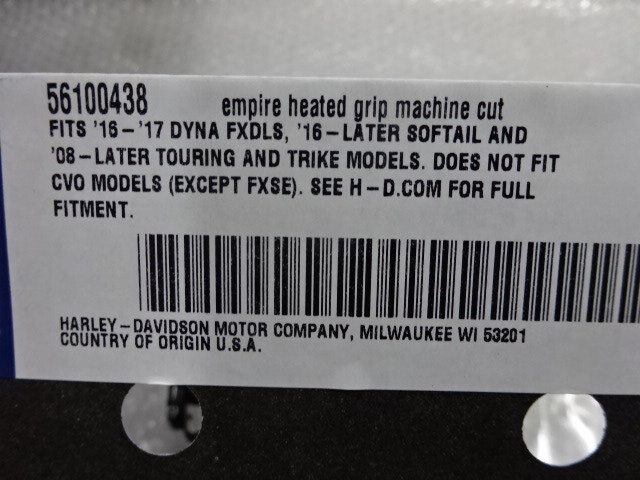 56100438 empire heated grip machine cut
FITS '16-'17 DYNA FXDLS, '16-LATER SOFTAIL AND
'08-LATER TOURING AND TRIKE MODELS. DOES NOT FIT
CVO MODELS (EXCEPT FXSE). SEE H-D.COM FOR FULL
FITMENT.
HARLEY-DAVIDSON MOTOR COMPANY, MILWAUKEE WI 53201
COUNTRY OF ORIGIN U.S.A.